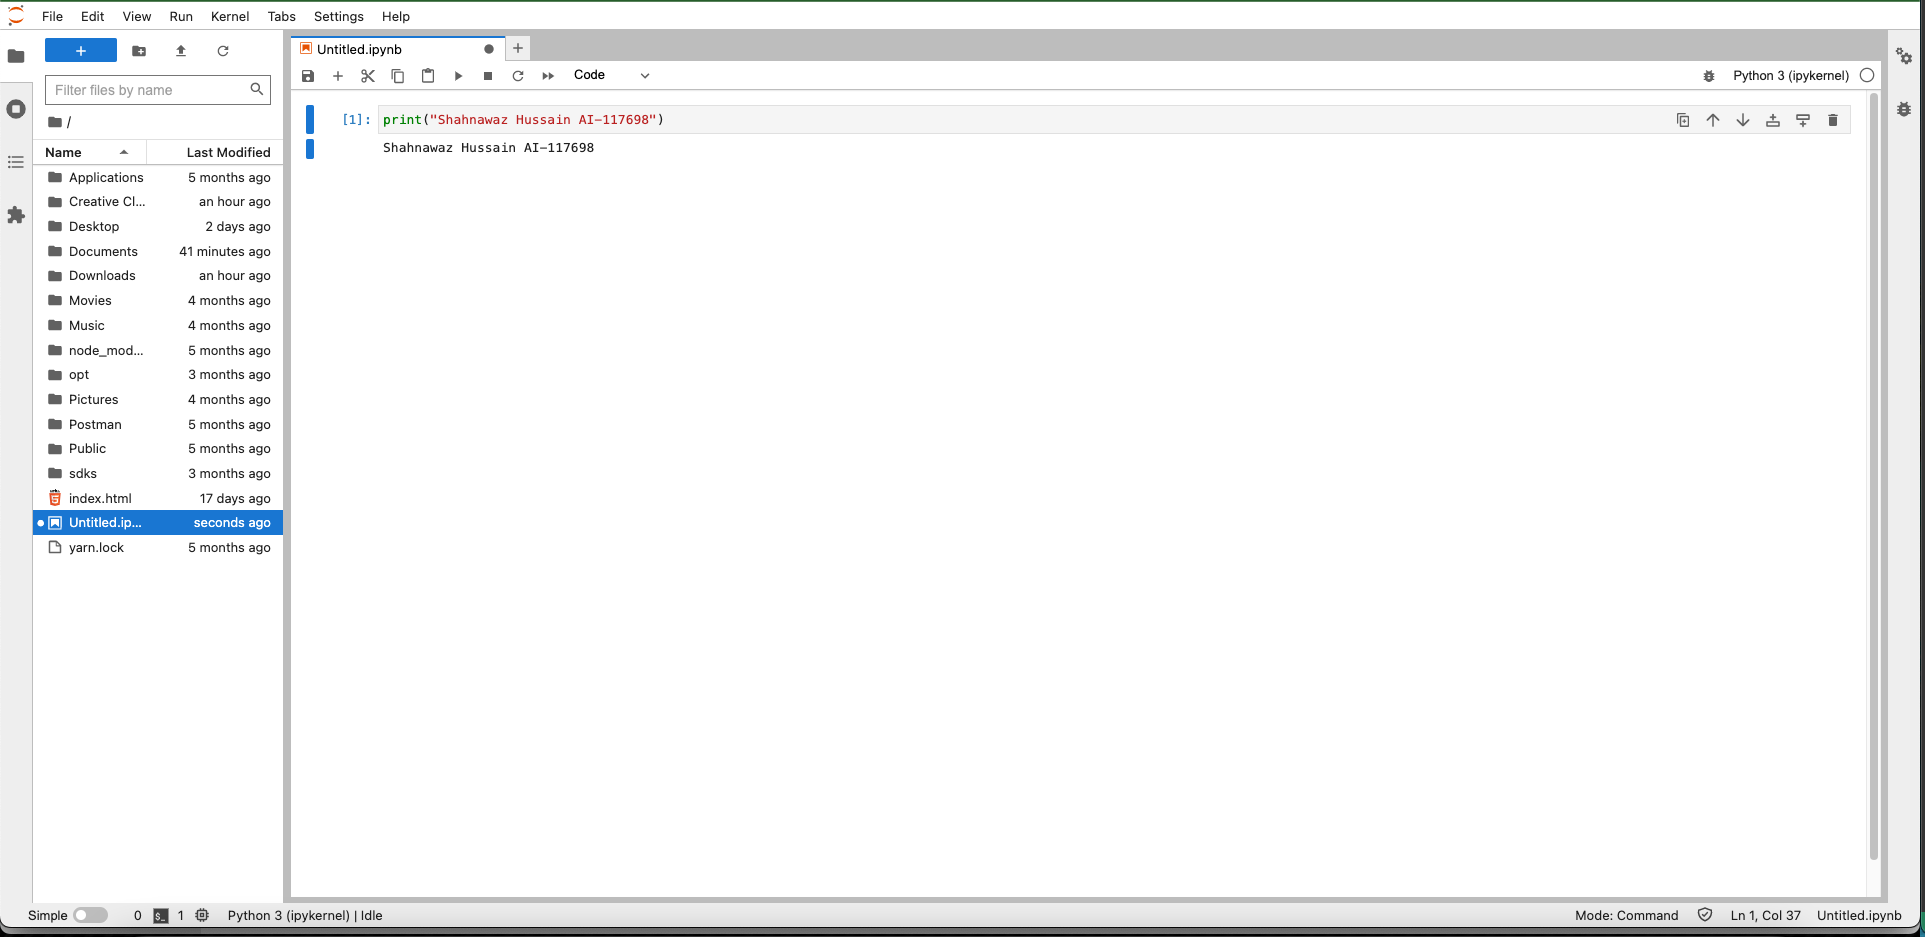 File Edit View Run Kernel Tabs Settings Help
+
Filter files by name
/
Name Last Modified
Applications 5 months ago
Creative Cl... an hour ago
Desktop 2 days ago
Documents 41 minutes ago
Downloads an hour ago
Movies 4 months ago
Music 4 months ago
node_mod... 5 months ago
opt 3 months ago
Pictures 4 months ago
Postman 5 months ago
Public 5 months ago
sdks 3 months ago
index.html 17 days ago
Untitled.ip... seconds ago
yarn.lock 5 months ago
Untitled.ipynb
Code Python 3 (ipykernel)
[1]: print("Shahnawaz Hussain AI-117698")
Shahnawaz Hussain AI-117698
Simple 0 $_ 1 Python 3 (ipykernel) | Idle Mode: Command Ln 1, Col 37 Untitled.ipynb